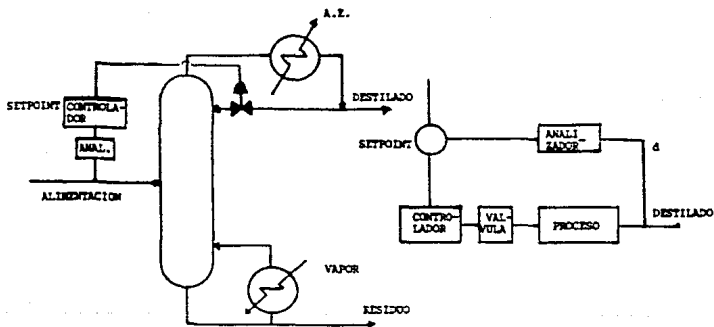 A.E.
SETPOINT
CONTROLA-
DOR
ANAL.
ALIMENTACION
DESTILADO
VAPOR
RESIDUO
SETPOINT
ANALI-
ZADOR
d
CONTRO-
LADOR
VAL-
VULA
PROCESO
DESTILADO